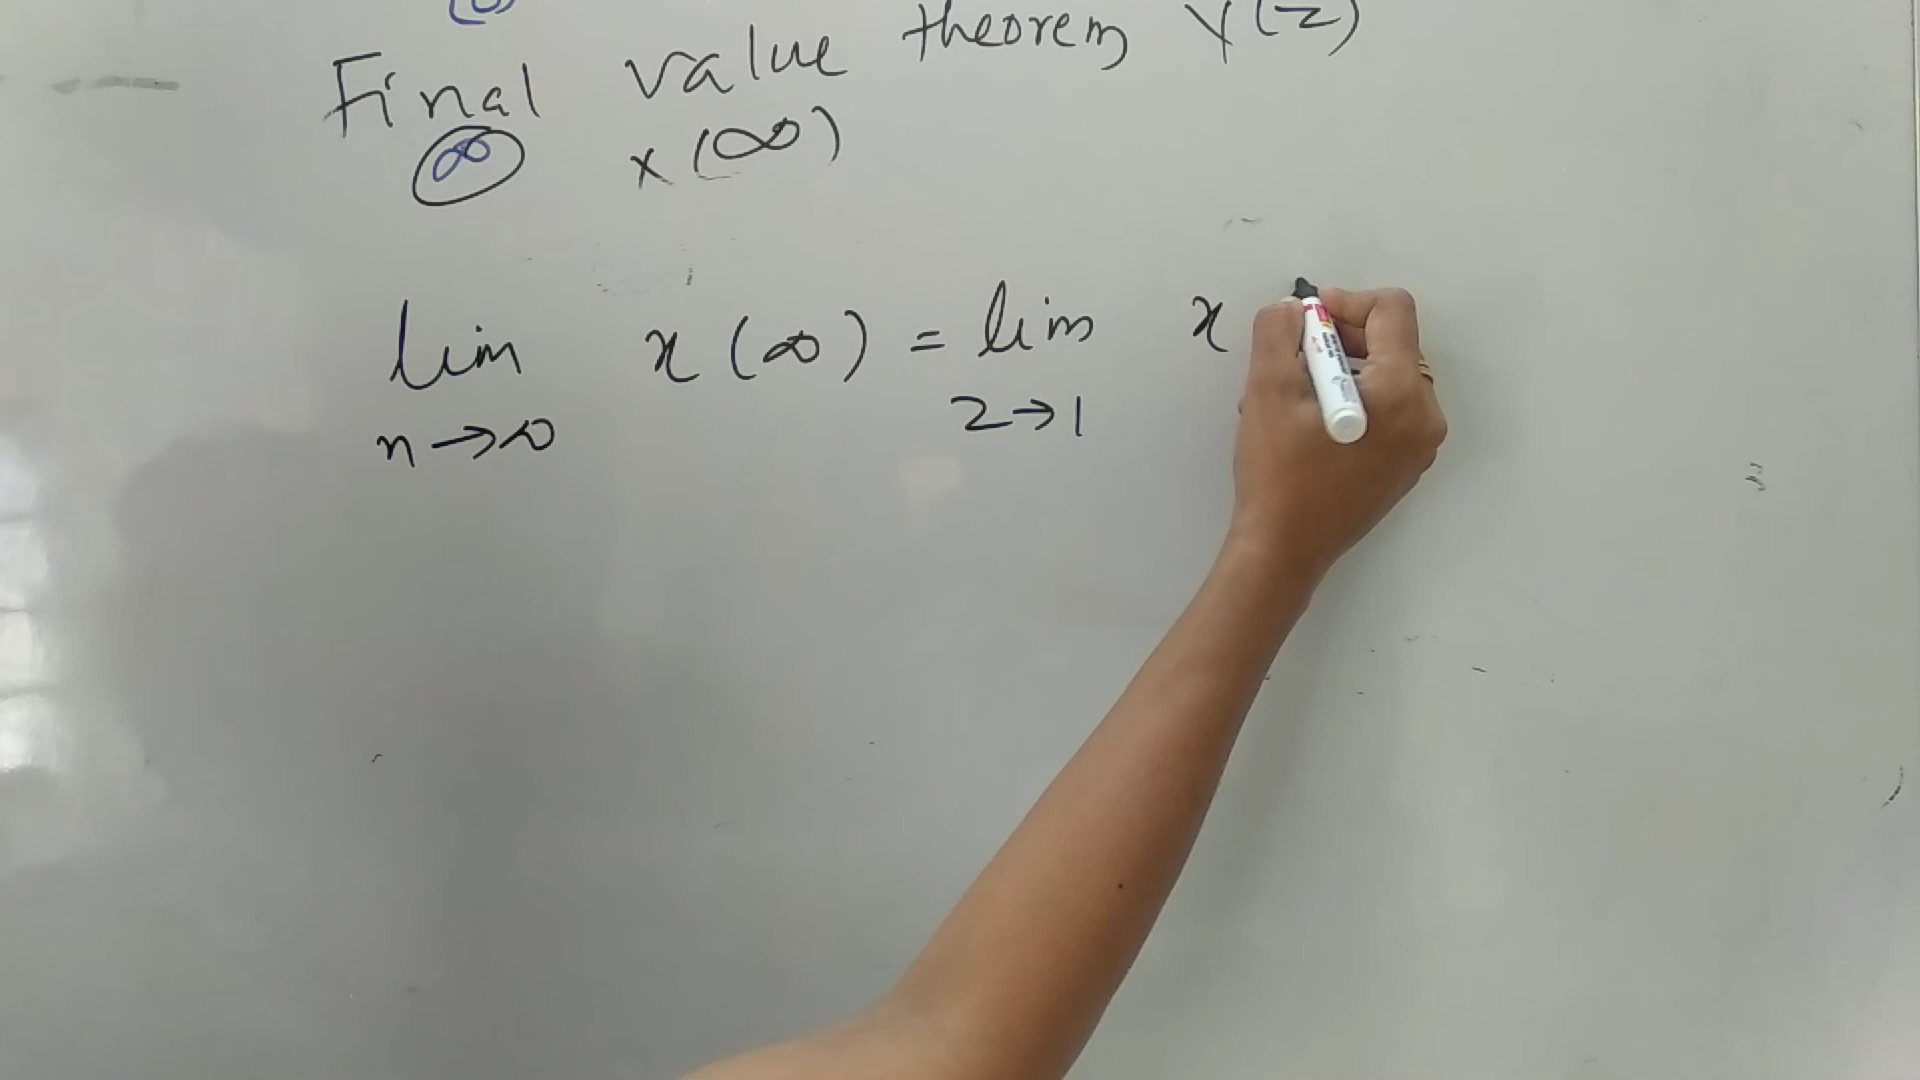 Final value theorem Y(z)
∞ x(∞)
lim x(∞) = lim x
n→∞ z→1